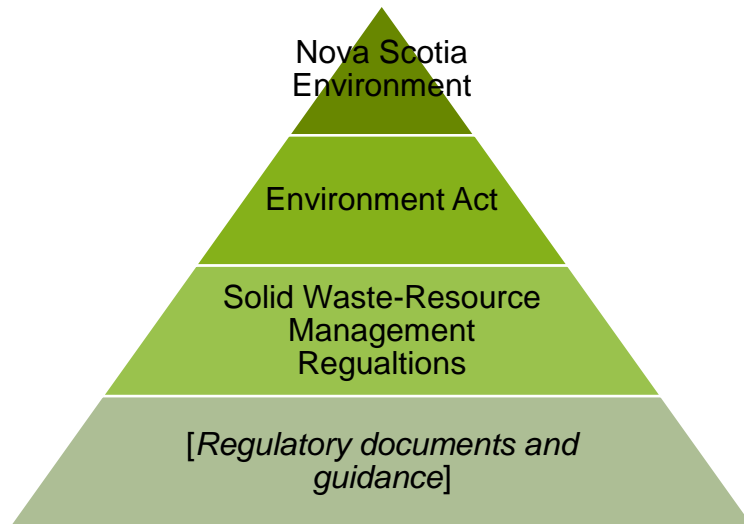 Nova Scotia
Environment
Environment Act
Solid Waste-Resource
Management
Regualtions
[Regulatory documents and
guidance]